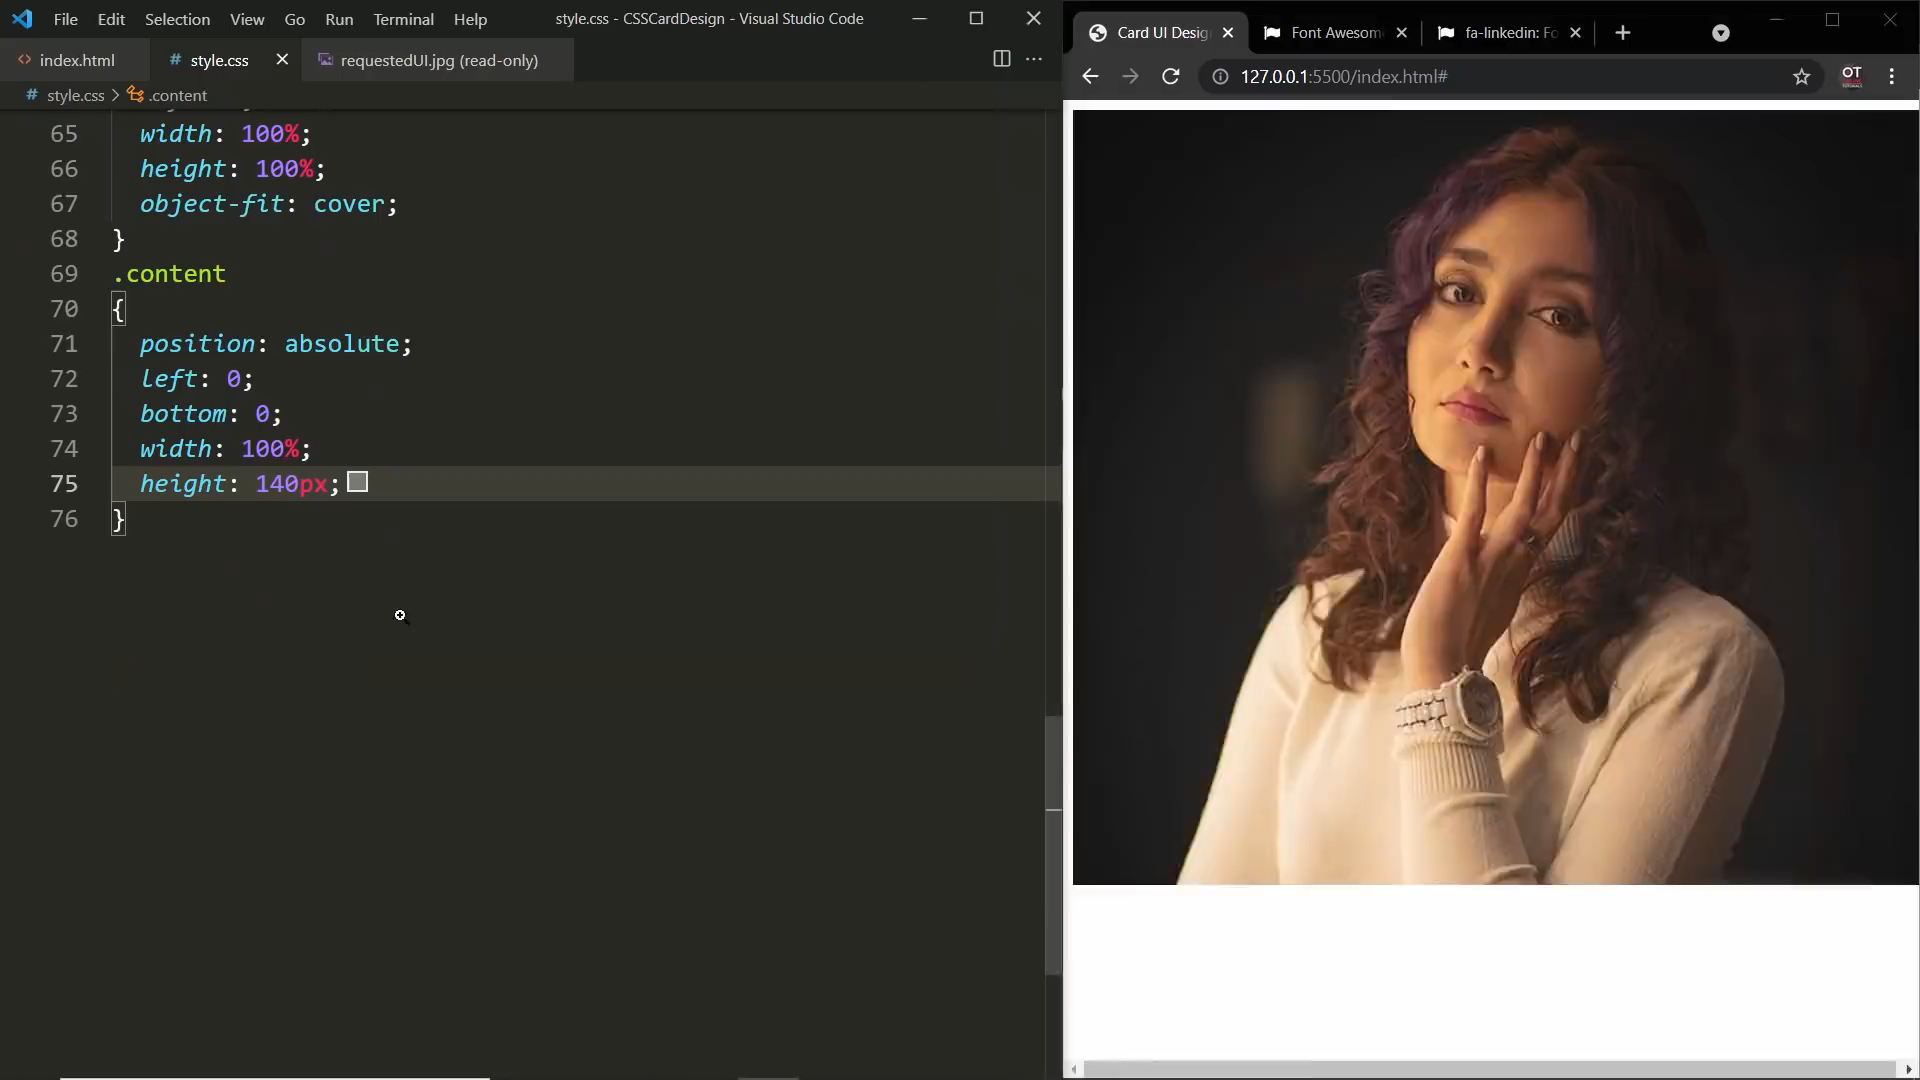 File Edit Selection View Go Run Terminal Help
style.css - CSSCardDesign - Visual Studio Code
index.html
style.css
requestedUI.jpg (read-only)
style.css > .content
65 width: 100%;
66 height: 100%;
67 object-fit: cover;
68 }
69 .content
70 {
71 position: absolute;
72 left: 0;
73 bottom: 0;
74 width: 100%;
75 height: 140px;
76 }
Card UI Desig
Font Awesom
fa-linkedin: Fo
127.0.0.1:5500/index.html#
OT